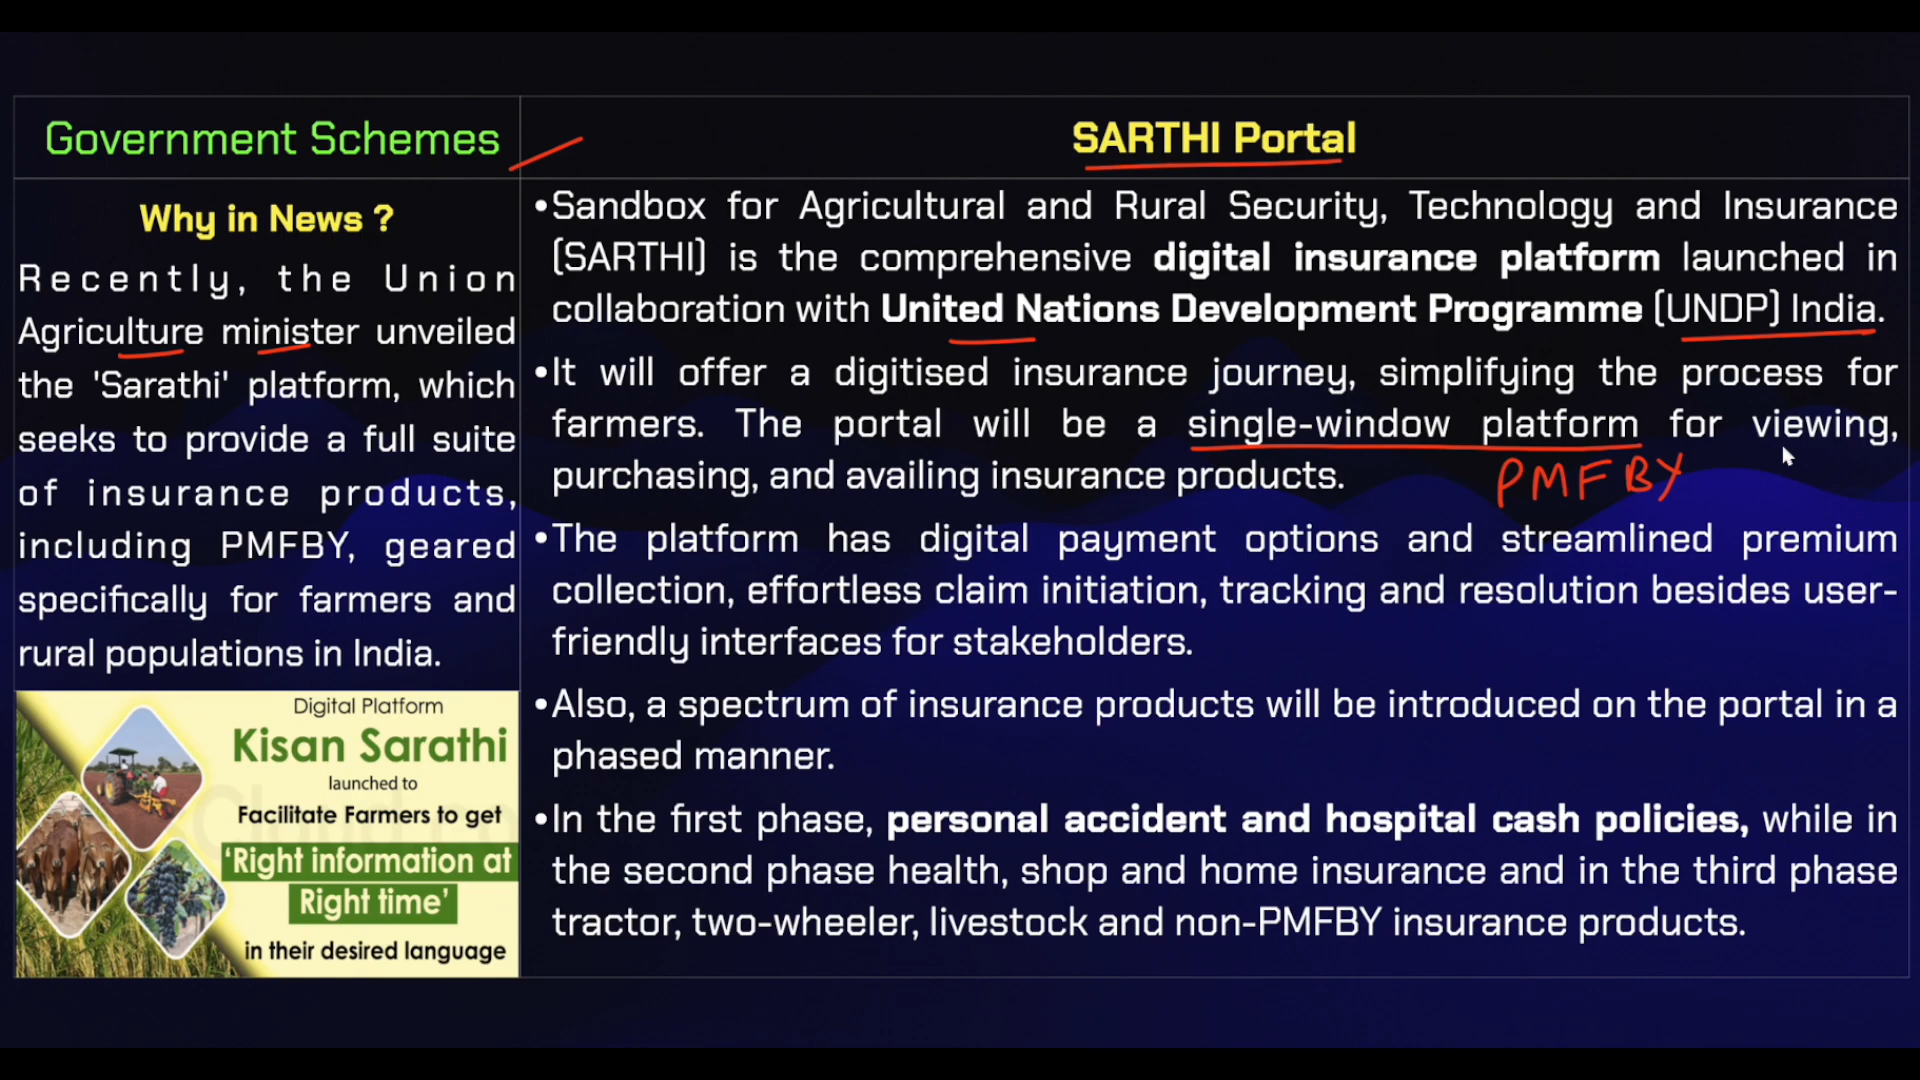 Government Schemes
SARTHI Portal
Why in News ?
Recently, the Union
Agriculture minister unveiled
the 'Sarathi' platform, which
seeks to provide a full suite
of insurance products,
including PMFBY, geared
specifically for farmers and
rural populations in India.
Digital Platform
Kisan Sarathi
launched to
Facilitate Farmers to get
‘Right information at
Right time’
in their desired language
•Sandbox for Agricultural and Rural Security, Technology and Insurance
(SARTHI) is the comprehensive digital insurance platform launched in
collaboration with United Nations Development Programme (UNDP) India.
•It will offer a digitised insurance journey, simplifying the process for
farmers. The portal will be a single-window platform for viewing,
purchasing, and availing insurance products.
PMFBY
•The platform has digital payment options and streamlined premium
collection, effortless claim initiation, tracking and resolution besides user-
friendly interfaces for stakeholders.
•Also, a spectrum of insurance products will be introduced on the portal in a
phased manner.
•In the first phase, personal accident and hospital cash policies, while in
the second phase health, shop and home insurance and in the third phase
tractor, two-wheeler, livestock and non-PMFBY insurance products.